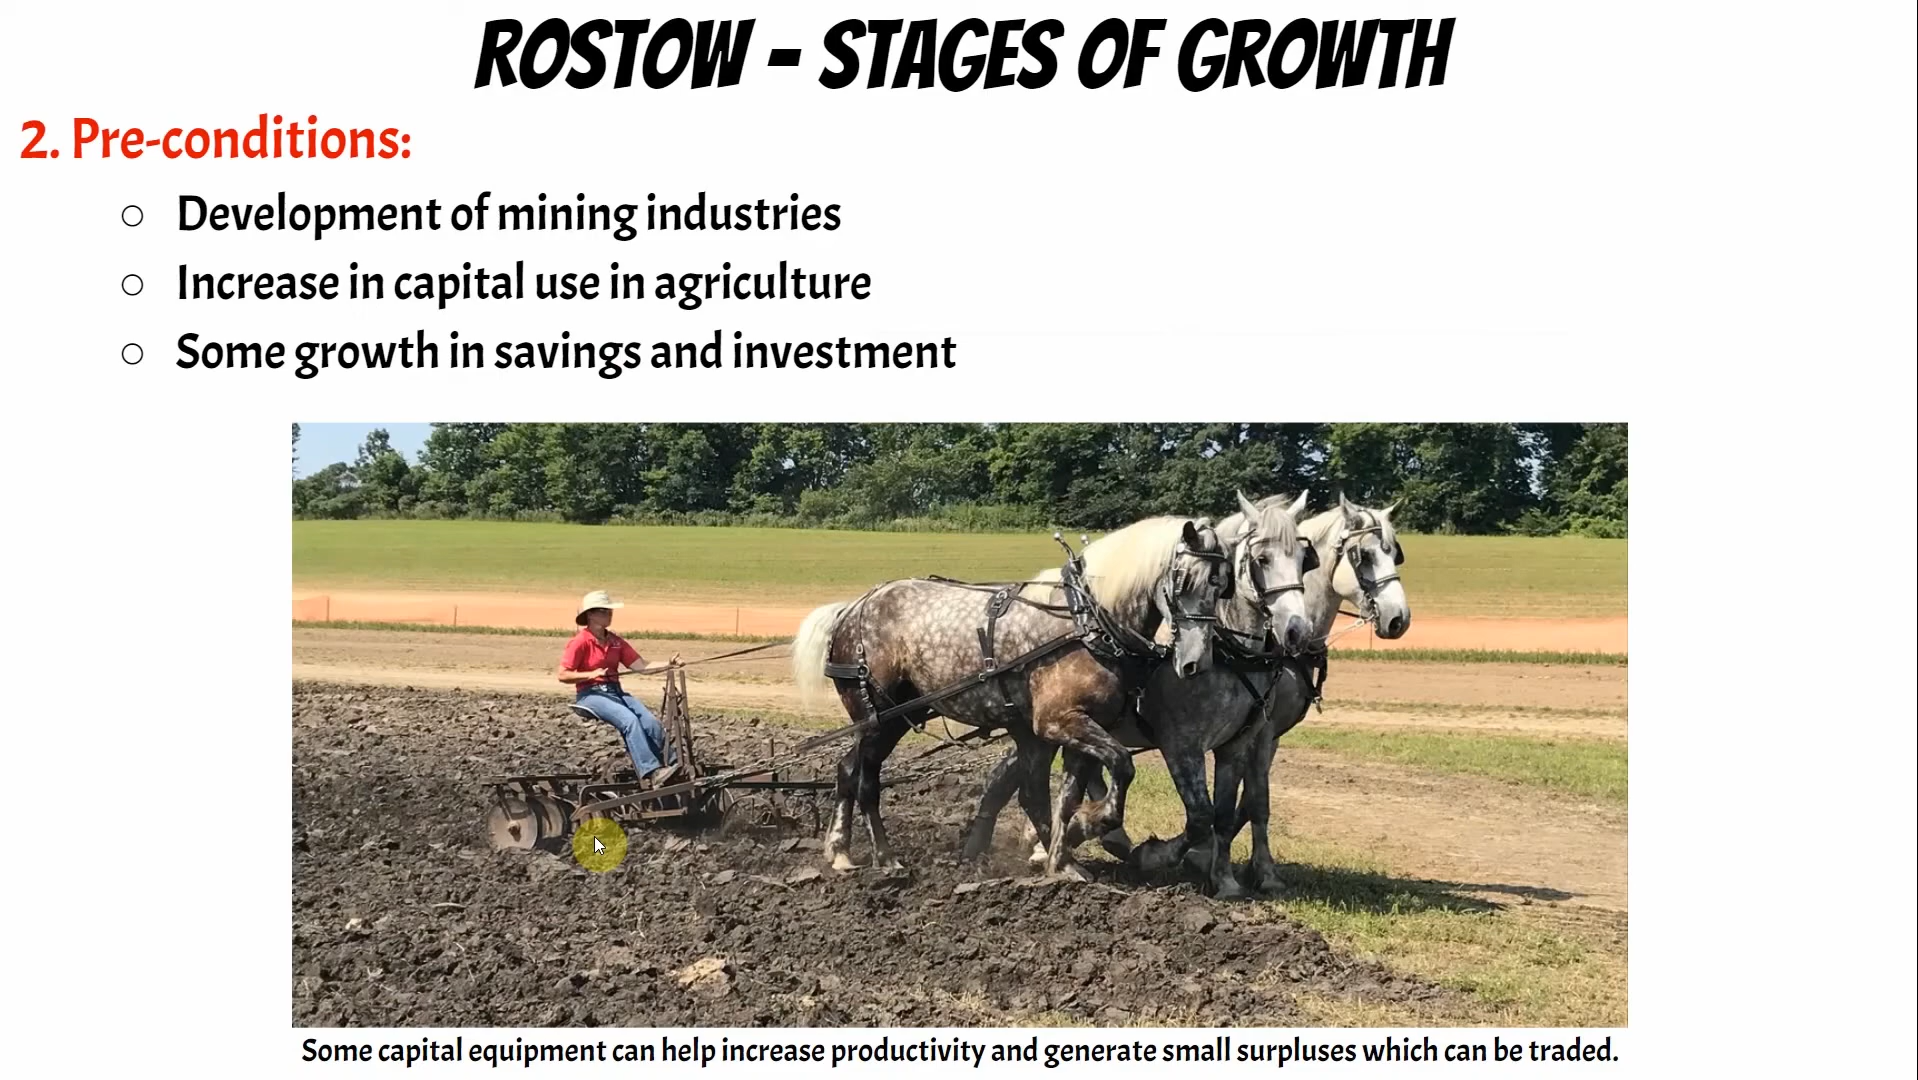 ROSTOW - STAGES OF GROWTH
2. Pre-conditions:
○ Development of mining industries
○ Increase in capital use in agriculture
○ Some growth in savings and investment
Some capital equipment can help increase productivity and generate small surpluses which can be traded.